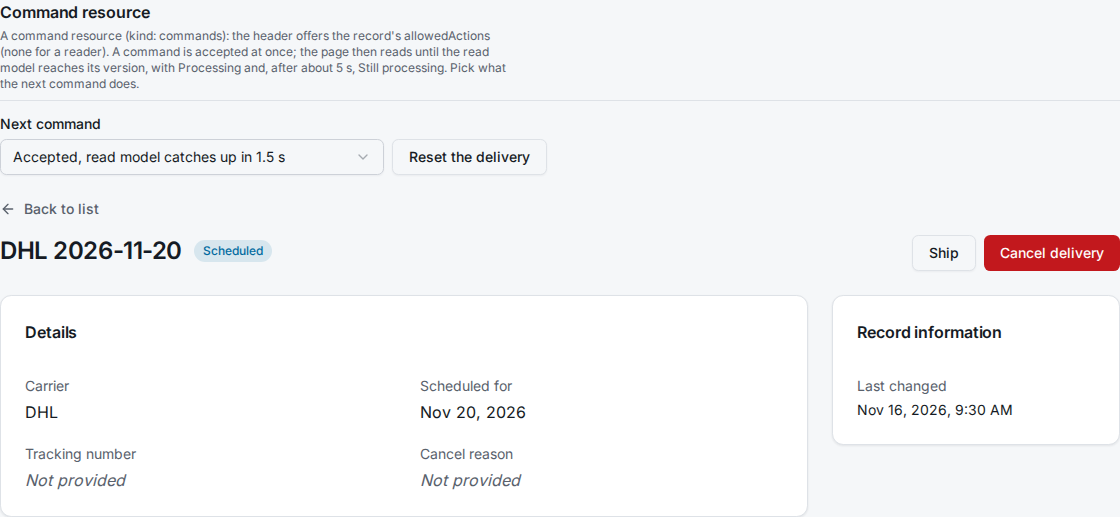 Command resource
A command resource (kind: commands): the header offers the record's allowedActions
(none for a reader). A command is accepted at once; the page then reads until the read
model reaches its version, with Processing and, after about 5 s, Still processing. Pick what
the next command does.
Next command
Accepted, read model catches up in 1.5 s
Reset the delivery
Back to list
DHL 2026-11-20
Scheduled
Ship
Cancel delivery
Details
Record information
Carrier
Scheduled for
Last changed
DHL
Nov 20, 2026
Nov 16, 2026, 9:30 AM
Tracking number
Cancel reason
Not provided
Not provided